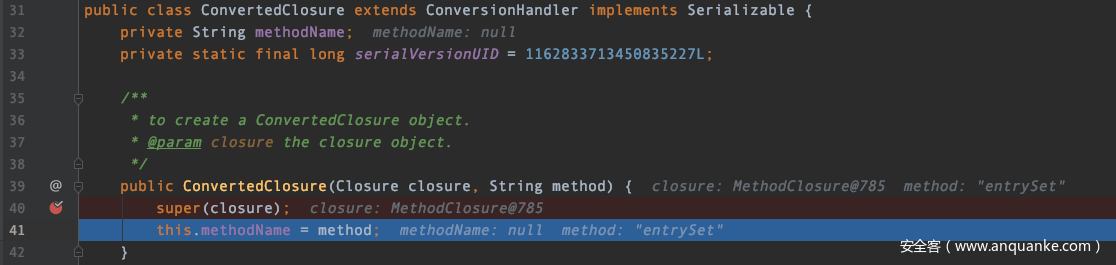 31 public class ConvertedClosure extends ConversionHandler implements Serializable {
32 private String methodName; methodName: null
33 private static final long serialVersionUID = 1162833713450835227L;
34
35 /**
36 * to create a ConvertedClosure object.
37 * @param closure the closure object.
38 */
39 @ public ConvertedClosure(Closure closure, String method) { closure: MethodClosure@785 method: "entrySet"
40 super(closure); closure: MethodClosure@785
41 this.methodName = method; methodName: null method: "entrySet"
42 }
安全客（www.anquanke.com）